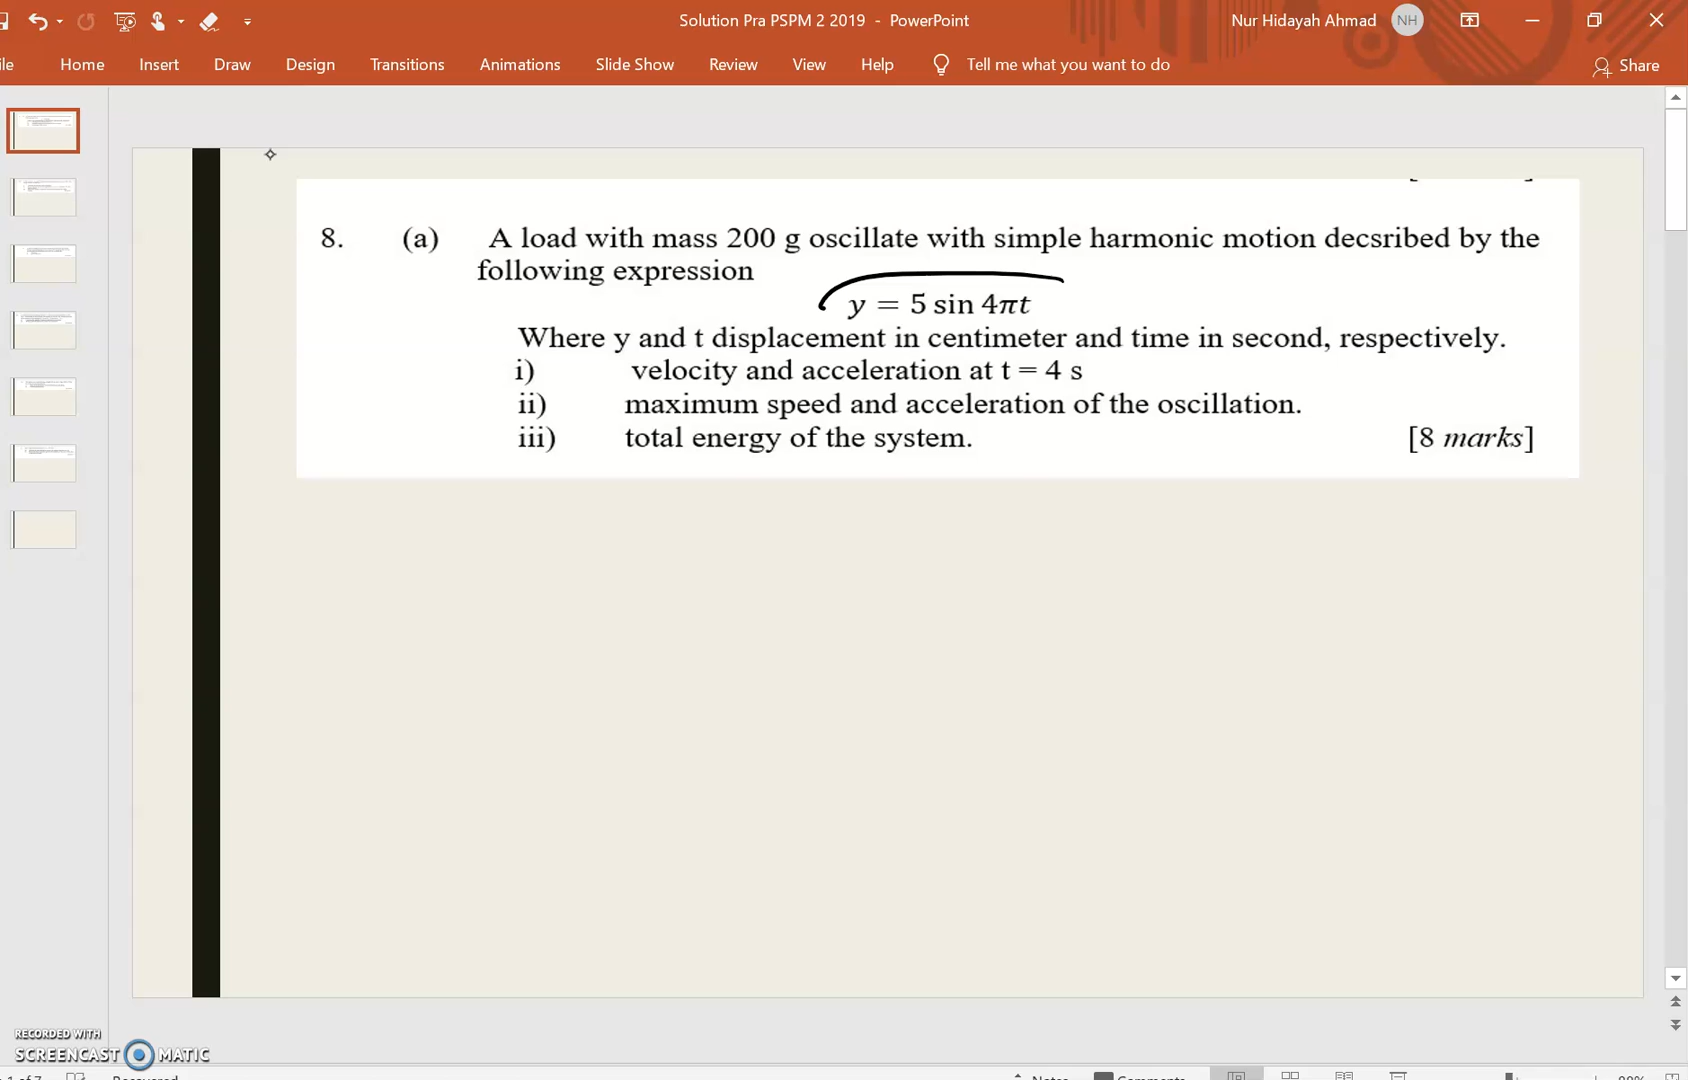 Solution Pra PSPM 2 2019 - PowerPoint
Nur Hidayah Ahmad
NH
Home Insert Draw Design Transitions Animations Slide Show Review View Help Tell me what you want to do
Share
8. (a) A load with mass 200 g oscillate with simple harmonic motion decsribed by the
following expression
y = 5 sin 4πt
Where y and t displacement in centimeter and time in second, respectively.
i) velocity and acceleration at t = 4 s
ii) maximum speed and acceleration of the oscillation.
iii) total energy of the system. [8 marks]
RECORDED WITH
SCREENCAST MATIC